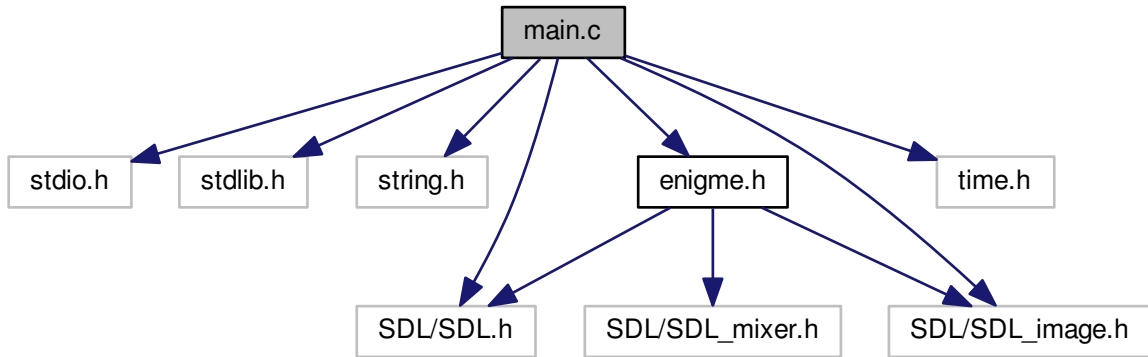 main.c
stdio.h
stdlib.h
string.h
enigme.h
time.h
SDL/SDL.h
SDL/SDL_mixer.h
SDL/SDL_image.h